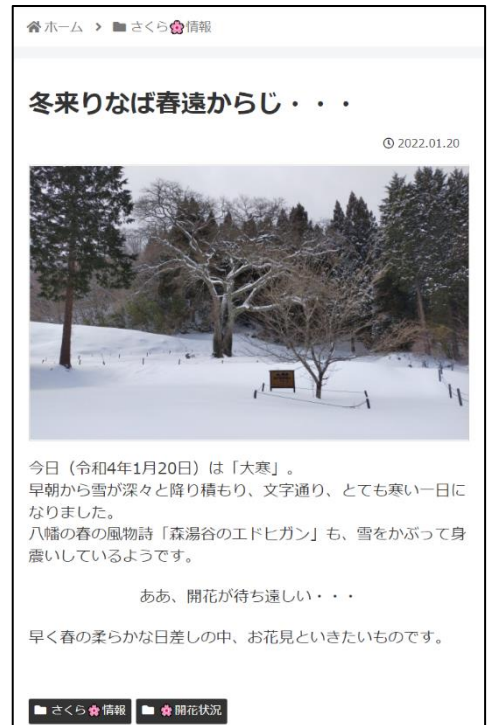 ホーム > さくら🌸情報
冬来りなば春遠からじ・・・
2022.01.20
今日（令和4年1月20日）は「大寒」。
早朝から雪が深々と降り積もり、文字通り、とても寒い一日に
なりました。
八幡の春の風物詩「森湯谷のエドヒガン」も、雪をかぶって身
震いしているようです。
ああ、開花が待ち遠しい・・・
早く春の柔らかな日差しの中、お花見といきたいものです。
さくら🌸情報 🌸開花状況